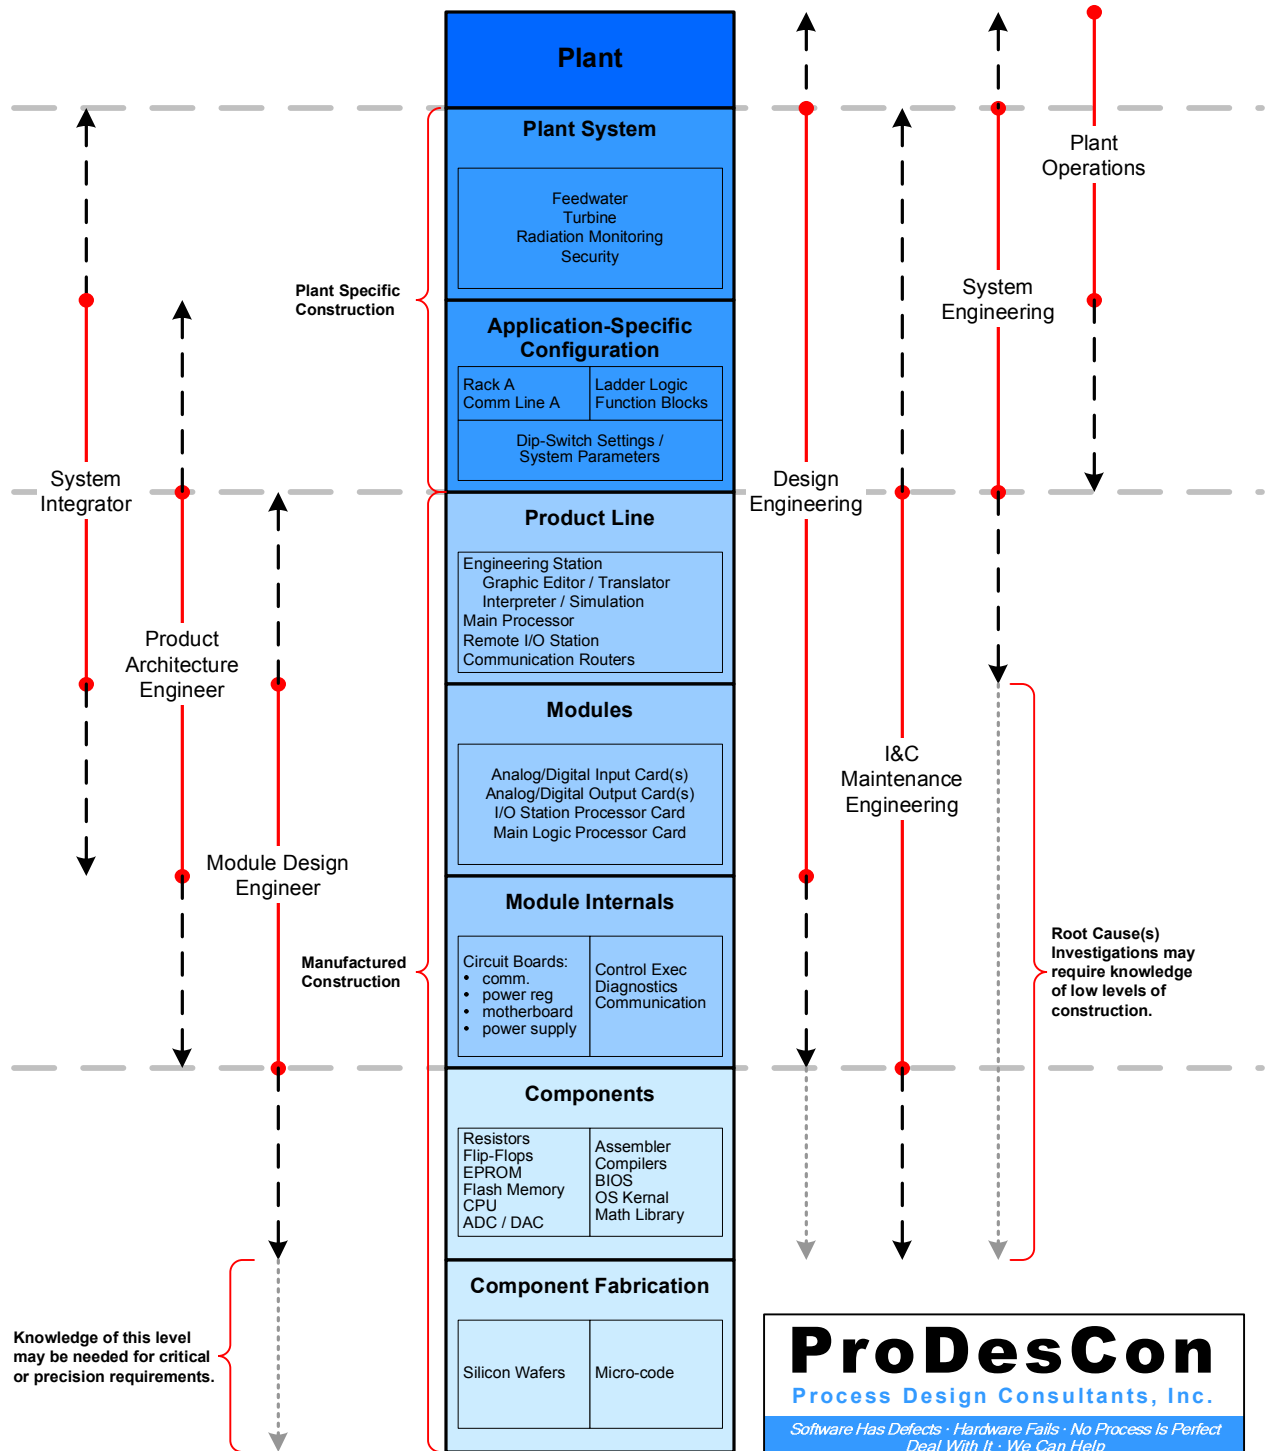 Plant
Plant System
Feedwater
Turbine
Radiation Monitoring
Security
Application-Specific
Configuration
Rack A
Comm Line A
Ladder Logic
Function Blocks
Dip-Switch Settings /
System Parameters
Product Line
Engineering Station
Graphic Editor / Translator
Interpreter / Simulation
Main Processor
Remote I/O Station
Communication Routers
Modules
Analog/Digital Input Card(s)
Analog/Digital Output Card(s)
I/O Station Processor Card
Main Logic Processor Card
Module Internals
Circuit Boards:
• comm.
• power reg
• motherboard
• power supply
Control Exec
Diagnostics
Communication
Components
Resistors
Flip-Flops
EPROM
Flash Memory
CPU
ADC / DAC
Assembler
Compilers
BIOS
OS Kernal
Math Library
Component Fabrication
Silicon Wafers
Micro-code
Plant Specific
Construction
Manufactured
Construction
System
Integrator
Product
Architecture
Engineer
Module Design
Engineer
Knowledge of this level
may be needed for critical
or precision requirements.
Design
Engineering
I&C
Maintenance
Engineering
System
Engineering
Plant
Operations
Root Cause(s)
Investigations may
require knowledge
of low levels of
construction.
ProDesCon
Process Design Consultants, Inc.
Software Has Defects · Hardware Fails · No Process Is Perfect
Deal With It · We Can Help